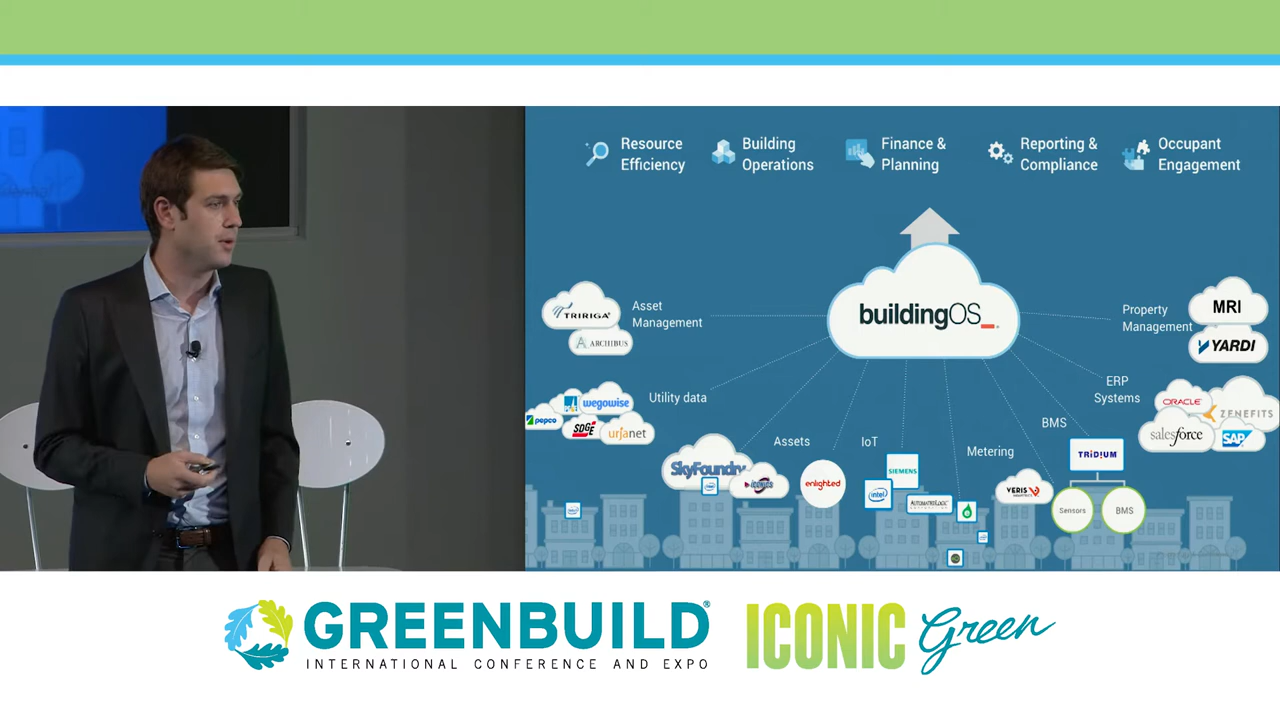 Resource
Efficiency
Building
Operations
Finance &
Planning
Reporting &
Compliance
Occupant
Engagement
buildingOS
TRIRIGA
ARCHIBUS
Asset
Management
Property
Management
MRI
YARDI
Utility data
wegowise
pepco
SDGE
urjanet
ERP
Systems
ORACLE
ZENEFITS
salesforce
SAP
BMS
TRIDIUM
Assets
IoT
Metering
SkyFoundry
iconics
enlighted
SIEMENS
intel
AUTOMATEDLOGIC
VERIS
Sensors
BMS
GREENBUILD®
INTERNATIONAL CONFERENCE AND EXPO
ICONIC Green